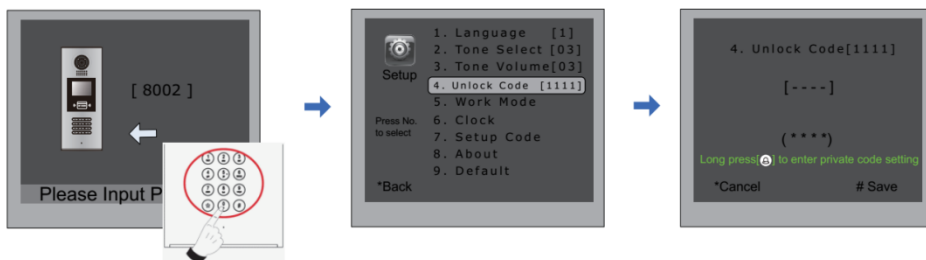 [ 8002 ]
Please Input P
Setup
Press No.
to select
*Back
1. Language [1]
2. Tone Select [03]
3. Tone Volume[03]
4. Unlock Code [1111]
5. Work Mode
6. Clock
7. Setup Code
8. About
9. Default
4. Unlock Code[1111]
[----]
(****)
Long press[] to enter private code setting
*Cancel # Save